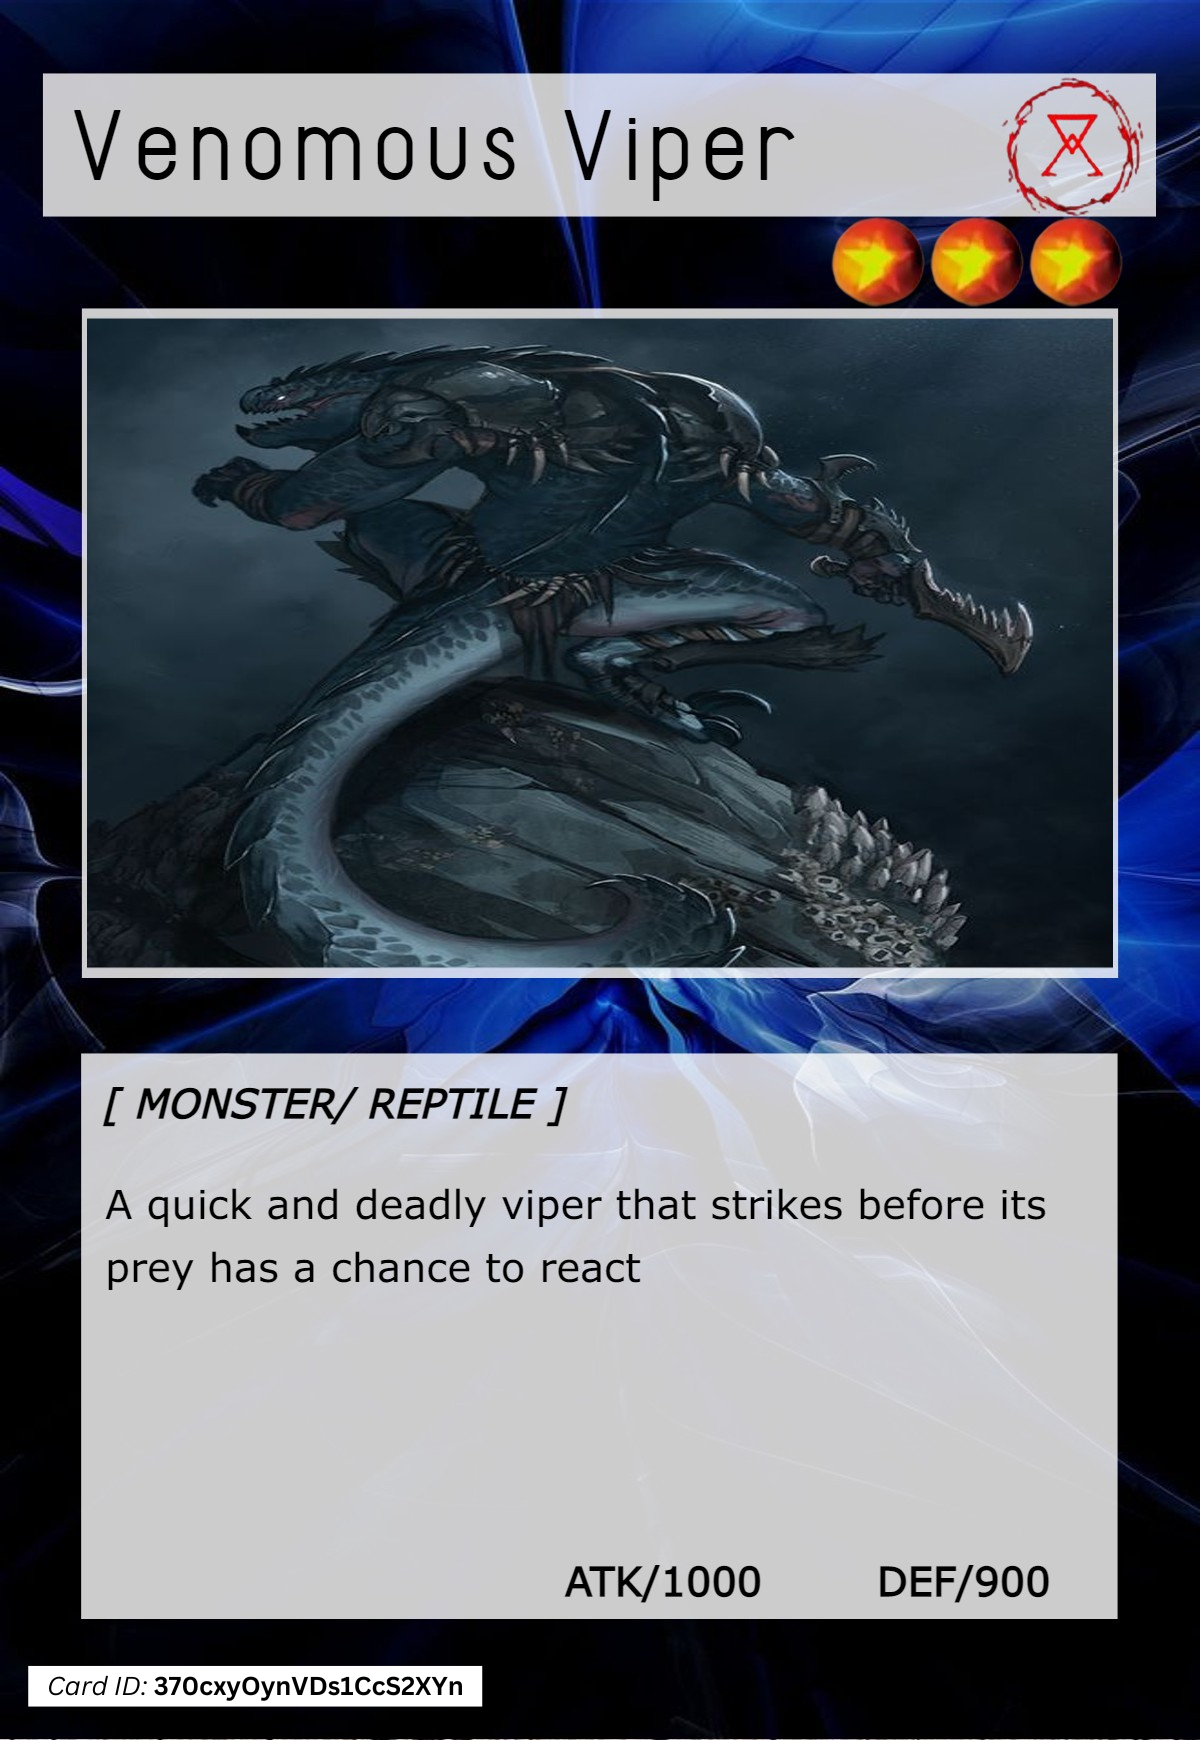 Venomous Viper
[ MONSTER/ REPTILE ]
A quick and deadly viper that strikes before its
prey has a chance to react
ATK/1000 DEF/900
Card ID: 370cxyOynVDs1CcS2XYn